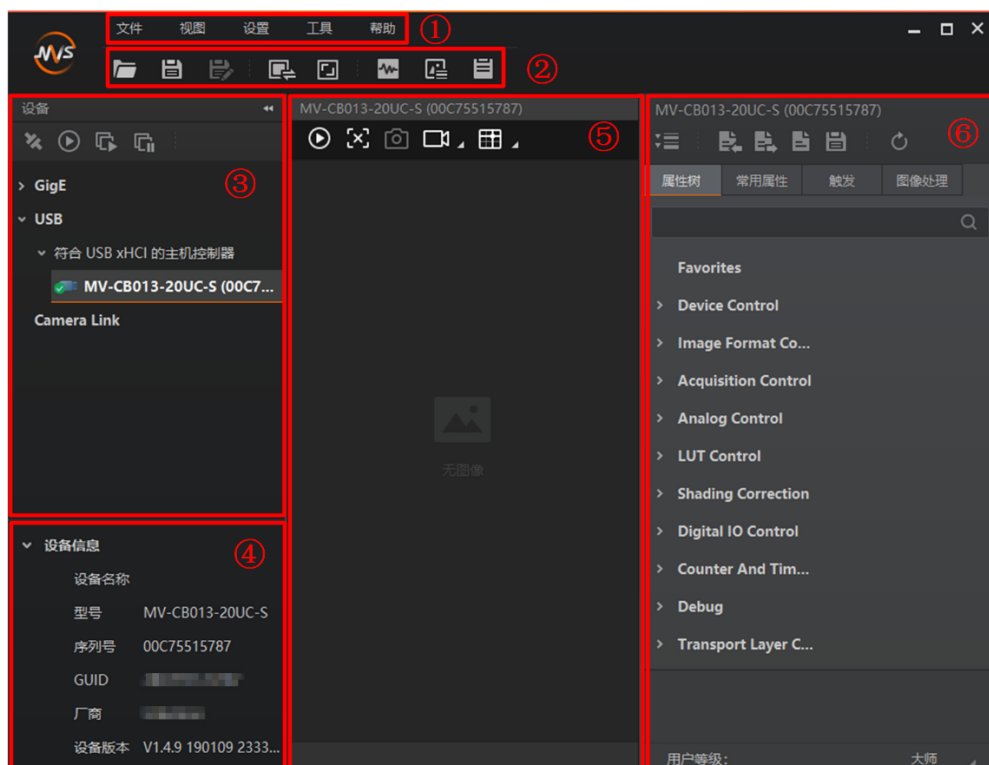 MVS
文件 视图 设置 工具 帮助 ①
②
设备
③
GigE
USB
符合 USB xHCI 的主机控制器
MV-CB013-20UC-S (00C7...
Camera Link
设备信息 ④
设备名称
型号 MV-CB013-20UC-S
序列号 00C75515787
GUID
厂商
设备版本 V1.4.9 190109 2333...
MV-CB013-20UC-S (00C75515787)
⑤
无图像
MV-CB013-20UC-S (00C75515787)
⑥
属性树 常用属性 触发 图像处理
Favorites
Device Control
Image Format Co...
Acquisition Control
Analog Control
LUT Control
Shading Correction
Digital IO Control
Counter And Tim...
Debug
Transport Layer C...
用户等级： 大师